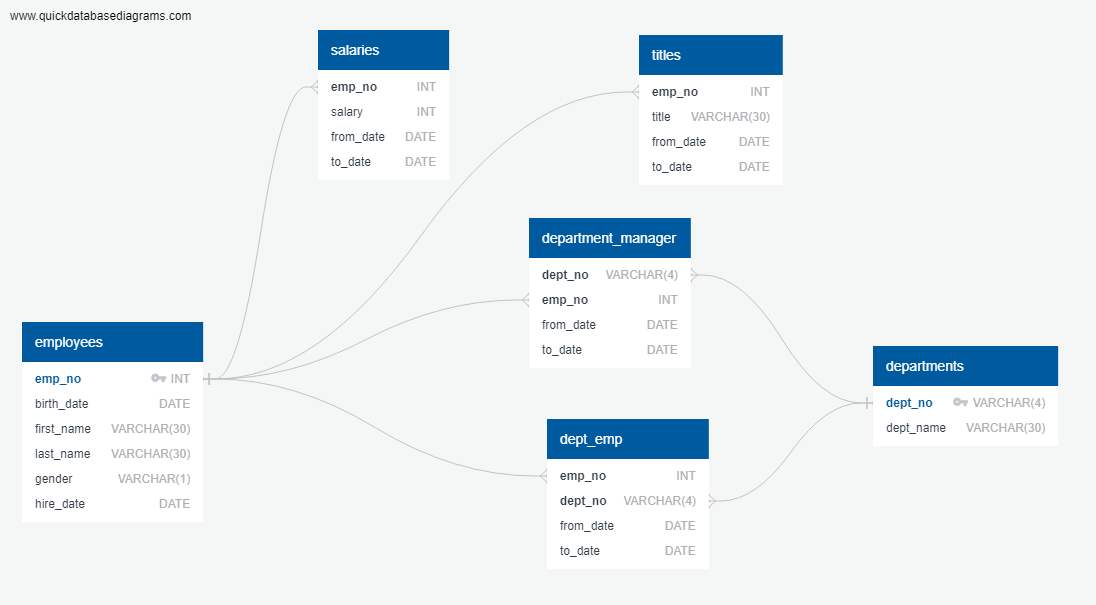 www.quickdatabasediagrams.com
salaries
emp_no INT
salary INT
from_date DATE
to_date DATE
titles
emp_no INT
title VARCHAR(30)
from_date DATE
to_date DATE
department_manager
dept_no VARCHAR(4)
emp_no INT
from_date DATE
to_date DATE
employees
emp_no INT
birth_date DATE
first_name VARCHAR(30)
last_name VARCHAR(30)
gender VARCHAR(1)
hire_date DATE
departments
dept_no VARCHAR(4)
dept_name VARCHAR(30)
dept_emp
emp_no INT
dept_no VARCHAR(4)
from_date DATE
to_date DATE